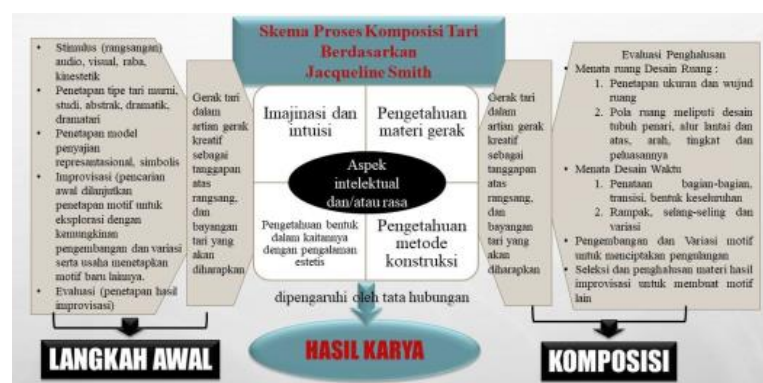 Skema Proses Komposisi Tari
Berdasarkan
Jacqueline Smith
• Stimulus (rangsangan)
audio, visual, raba,
kinestetik
• Penetapan tipe tari murni,
studi, abstrak, dramatik,
dramatari
• Penetapan model
penyajian
representasional, simbolis
• Improvisasi (pencarian
awal dilanjutkan
penetapan motif untuk
eksplorasi dengan
kemungkinan
pengembangan dan variasi
serta usaha menetapkan
motif baru lainnya.
• Evaluasi (penetapan hasil
improvisasi)
Gerak tari
dalam
artian gerak
kreatif
sebagai
tanggapan
atas
rangsang,
dan
bayangan
tari yang
akan
diharapkan
Imajinasi dan
intuisi
Pengetahuan
materi gerak
Aspek
intelektual
dan/atau rasa
Pengetahuan bentuk
dalam kaitannya
dengan pengalaman
estetis
Pengetahuan
metode
konstruksi
Gerak tari
dalam
artian gerak
kreatif
sebagai
tanggapan
atas
rangsang,
dan
bayangan
tari yang
akan
diharapkan
Evaluasi Penghalusan
• Menata ruang Desain Ruang :
1. Penetapan ukuran dan wujud
ruang
2. Pola ruang meliputi desain
tubuh penari, alur lantai dan
atas, arah, tingkat dan
peluasannya
• Menata Desain Waktu
1. Penataan bagian-bagian,
transisi, bentuk keseluruhan
2. Rampak, selang-seling dan
variasi
• Pengembangan dan Variasi motif
untuk menciptakan pengulangan
• Seleksi dan penghalusan materi hasil
improvisasi untuk membuat motif
lain
dipengaruhi oleh tata hubungan
LANGKAH AWAL
HASIL KARYA
KOMPOSISI